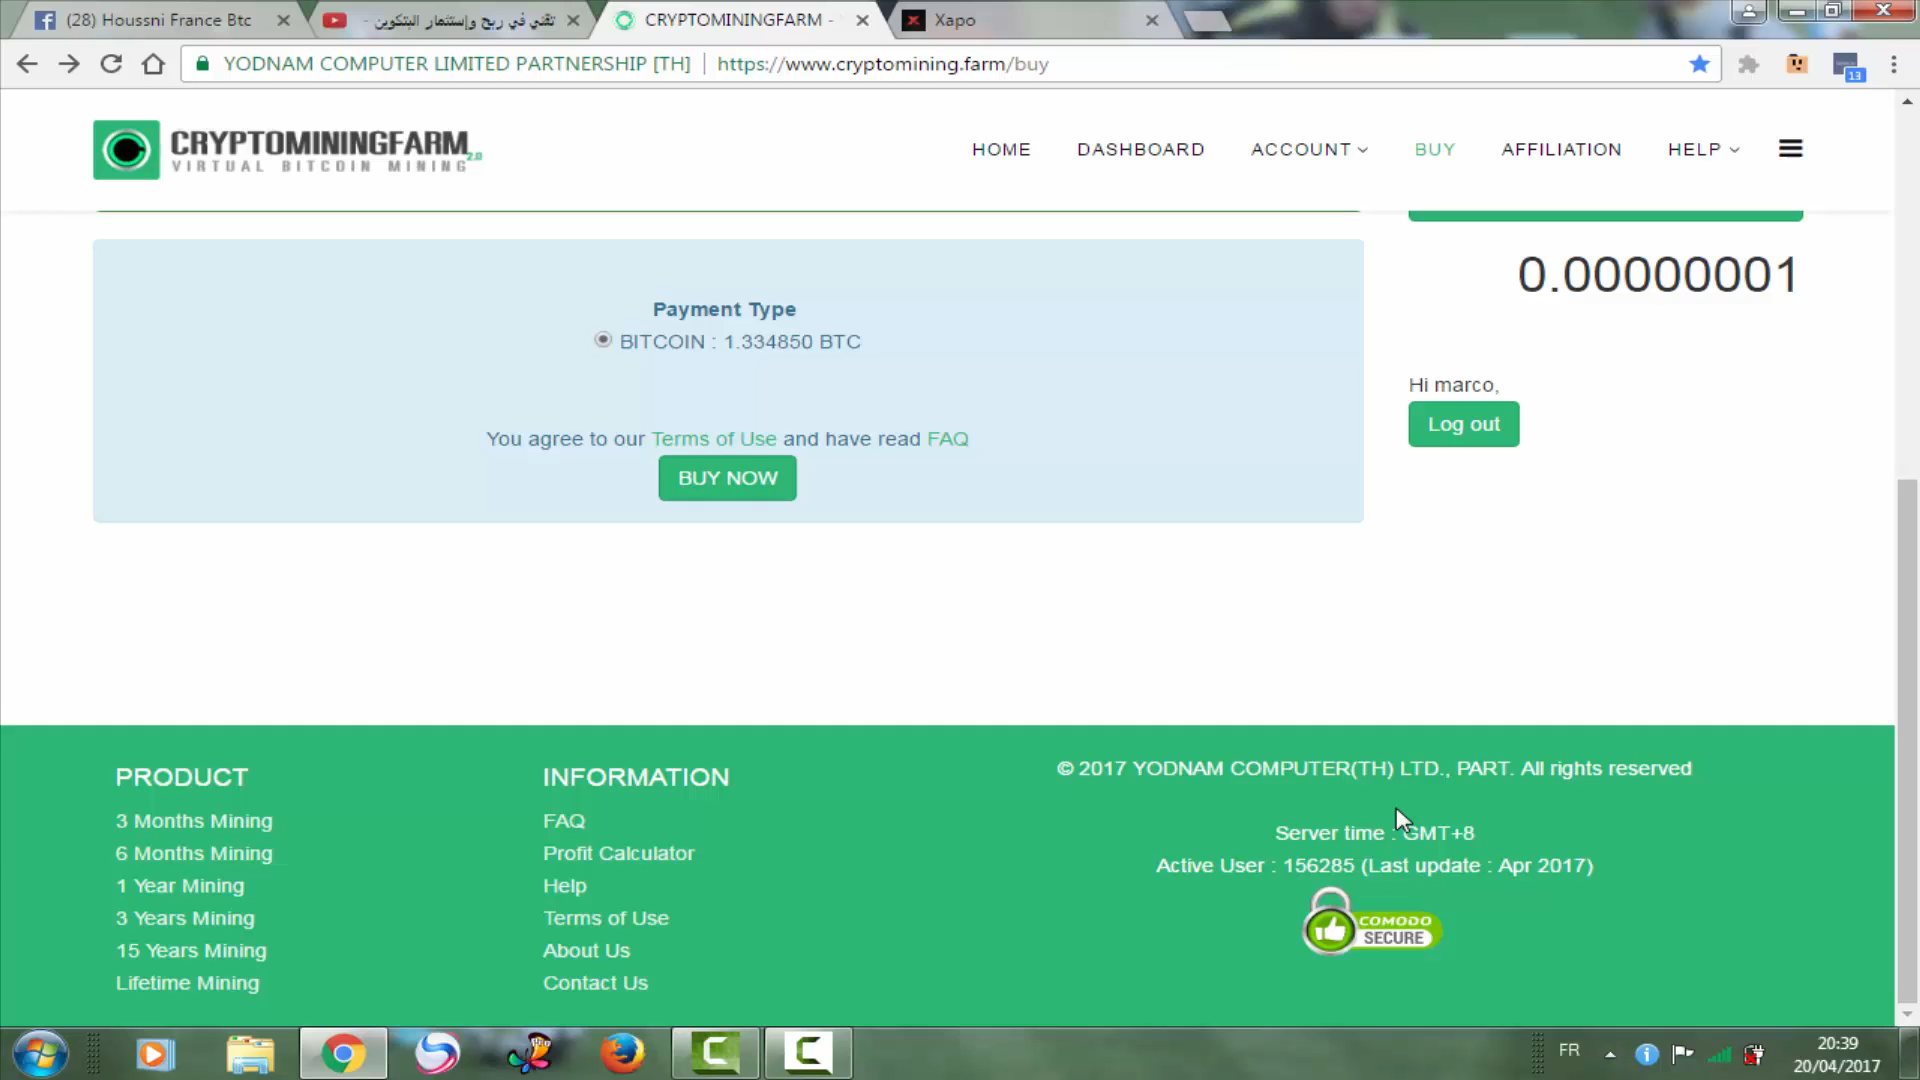 (28) Houssni France Btc
تقني في ربح وإستثمار البتكوين -
CRYPTOMININGFARM -
Xapo
YODNAM COMPUTER LIMITED PARTNERSHIP [TH]
https://www.cryptomining.farm/buy
13
CRYPTOMININGFARM 2.0
VIRTUAL BITCOIN MINING
HOME
DASHBOARD
ACCOUNT
BUY
AFFILIATION
HELP
0.00000001
Payment Type
BITCOIN : 1.334850 BTC
Hi marco,
Log out
You agree to our Terms of Use and have read FAQ
BUY NOW
PRODUCT
3 Months Mining
6 Months Mining
1 Year Mining
3 Years Mining
15 Years Mining
Lifetime Mining
INFORMATION
FAQ
Profit Calculator
Help
Terms of Use
About Us
Contact Us
© 2017 YODNAM COMPUTER(TH) LTD., PART. All rights reserved
Server time : GMT+8
Active User : 156285 (Last update : Apr 2017)
COMODO
SECURE
FR
20:39
20/04/2017